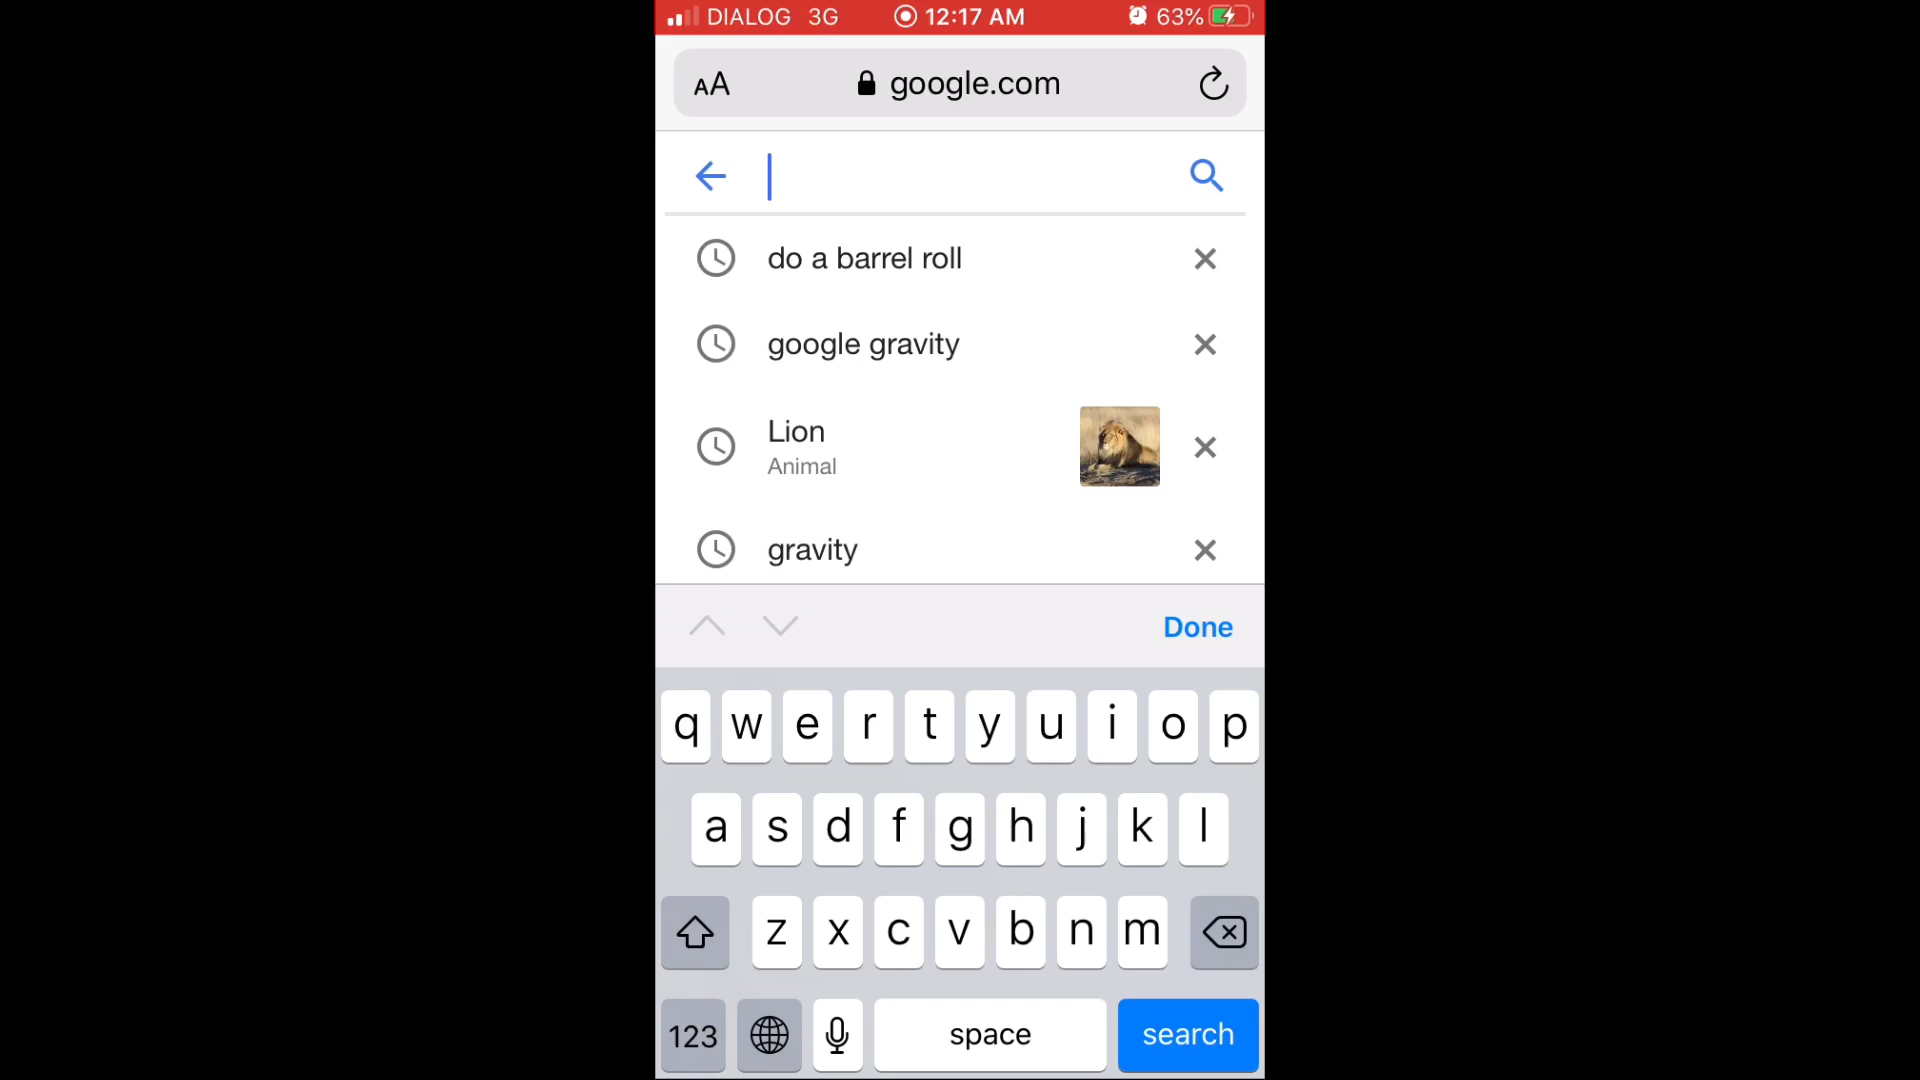 DIALOG 3G 12:17 AM 63%
AA google.com
do a barrel roll
google gravity
Lion
Animal
gravity
Done
q w e r t y u i o p
a s d f g h j k l
z x c v b n m
123 space search